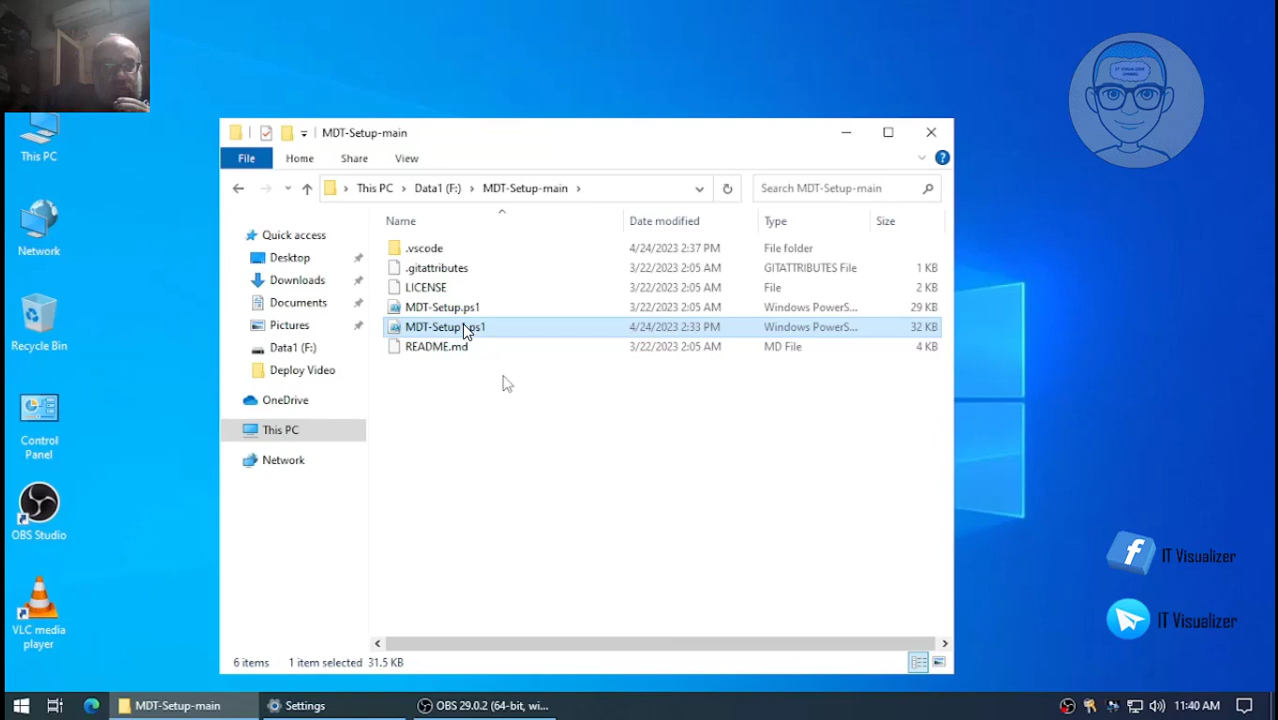 IT VISUALIZER
CHANNEL
MDT-Setup-main
File
Home
Share
View
This PC
Data1 (F:)
MDT-Setup-main
Search MDT-Setup-main
Name
Date modified
Type
Size
.vscode
4/24/2023 2:37 PM
File folder
.gitattributes
3/22/2023 2:05 AM
GITATTRIBUTES File
1 KB
LICENSE
3/22/2023 2:05 AM
File
2 KB
MDT-Setup.ps1
3/22/2023 2:05 AM
Windows PowerS...
29 KB
4/24/2023 2:33 PM
Windows PowerS...
32 KB
README.md
3/22/2023 2:05 AM
MD File
4 KB
Quick access
Desktop
Downloads
Documents
Pictures
Data1 (F:)
Deploy Video
OneDrive
This PC
Network
6 items
1 item selected
31.5 KB
This PC
Network
Recycle Bin
Control
Panel
OBS Studio
VLC media
player
f
IT Visualizer
IT Visualizer
MDT-Setup-main
Settings
OBS 29.0.2 (64-bit, wi...
11:40 AM